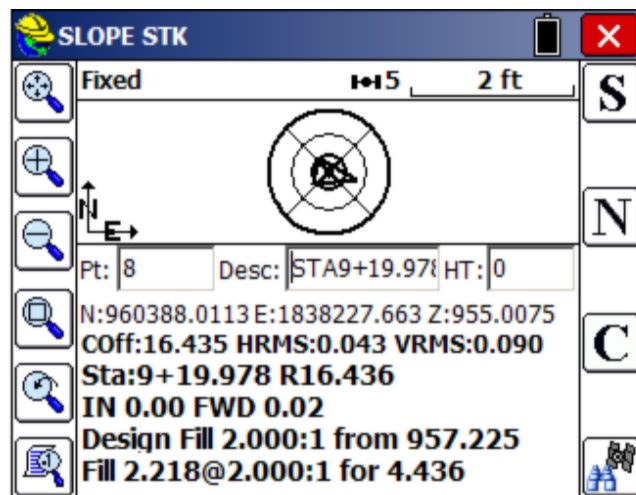 SLOPE STK
Fixed 5 2 ft
S
N
E
Pt: 8 Desc: STA9+19.978 HT: 0
N
N:960388.0113 E:1838227.663 Z:955.0075
COff:16.435 HRMS:0.043 VRMS:0.090
C
Sta:9+19.978 R16.436
IN 0.00 FWD 0.02
Design Fill 2.000:1 from 957.225
Fill 2.218@2.000:1 for 4.436